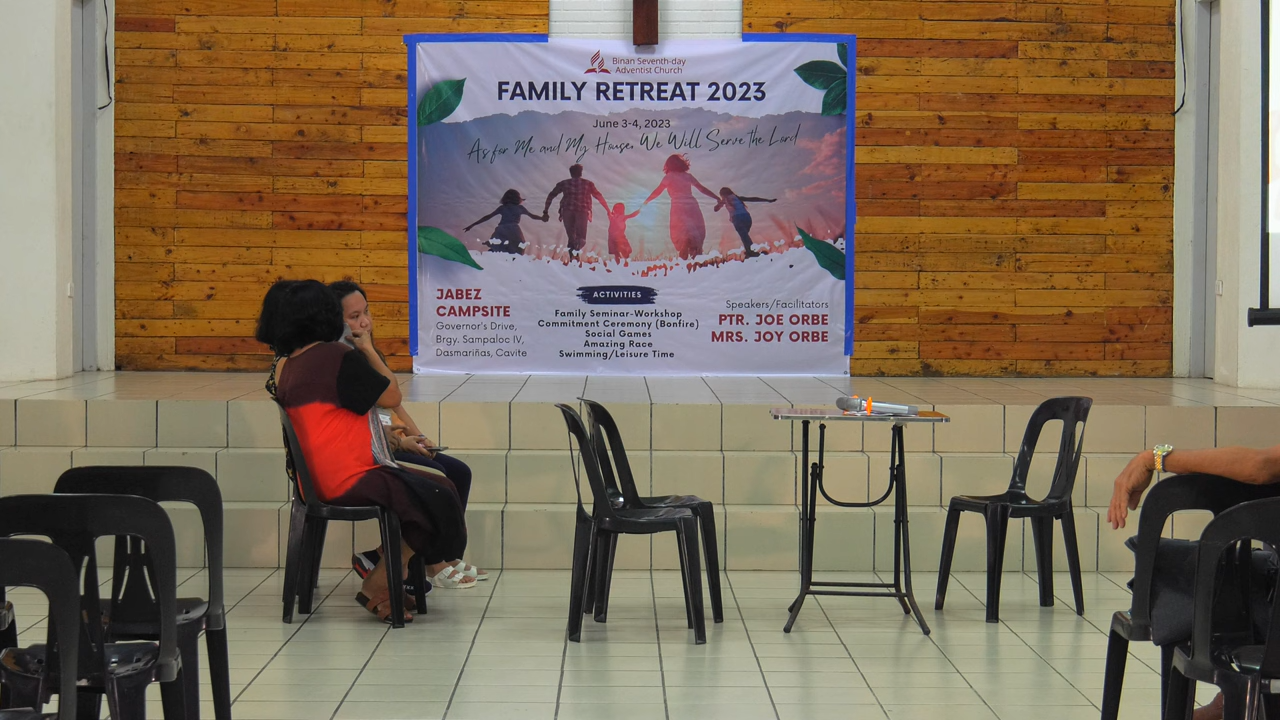 Binan Seventh-day
Adventist Church
FAMILY RETREAT 2023
June 3-4, 2023
As for Me and My House, We Will Serve the Lord
JABEZ
CAMPSITE
Governor's Drive,
Brgy. Sampaloc IV,
Dasmariñas, Cavite
ACTIVITIES
Family Seminar-Workshop
Commitment Ceremony (Bonfire)
Social Games
Amazing Race
Swimming/Leisure Time
Speakers/Facilitators
PTR. JOE ORBE
MRS. JOY ORBE